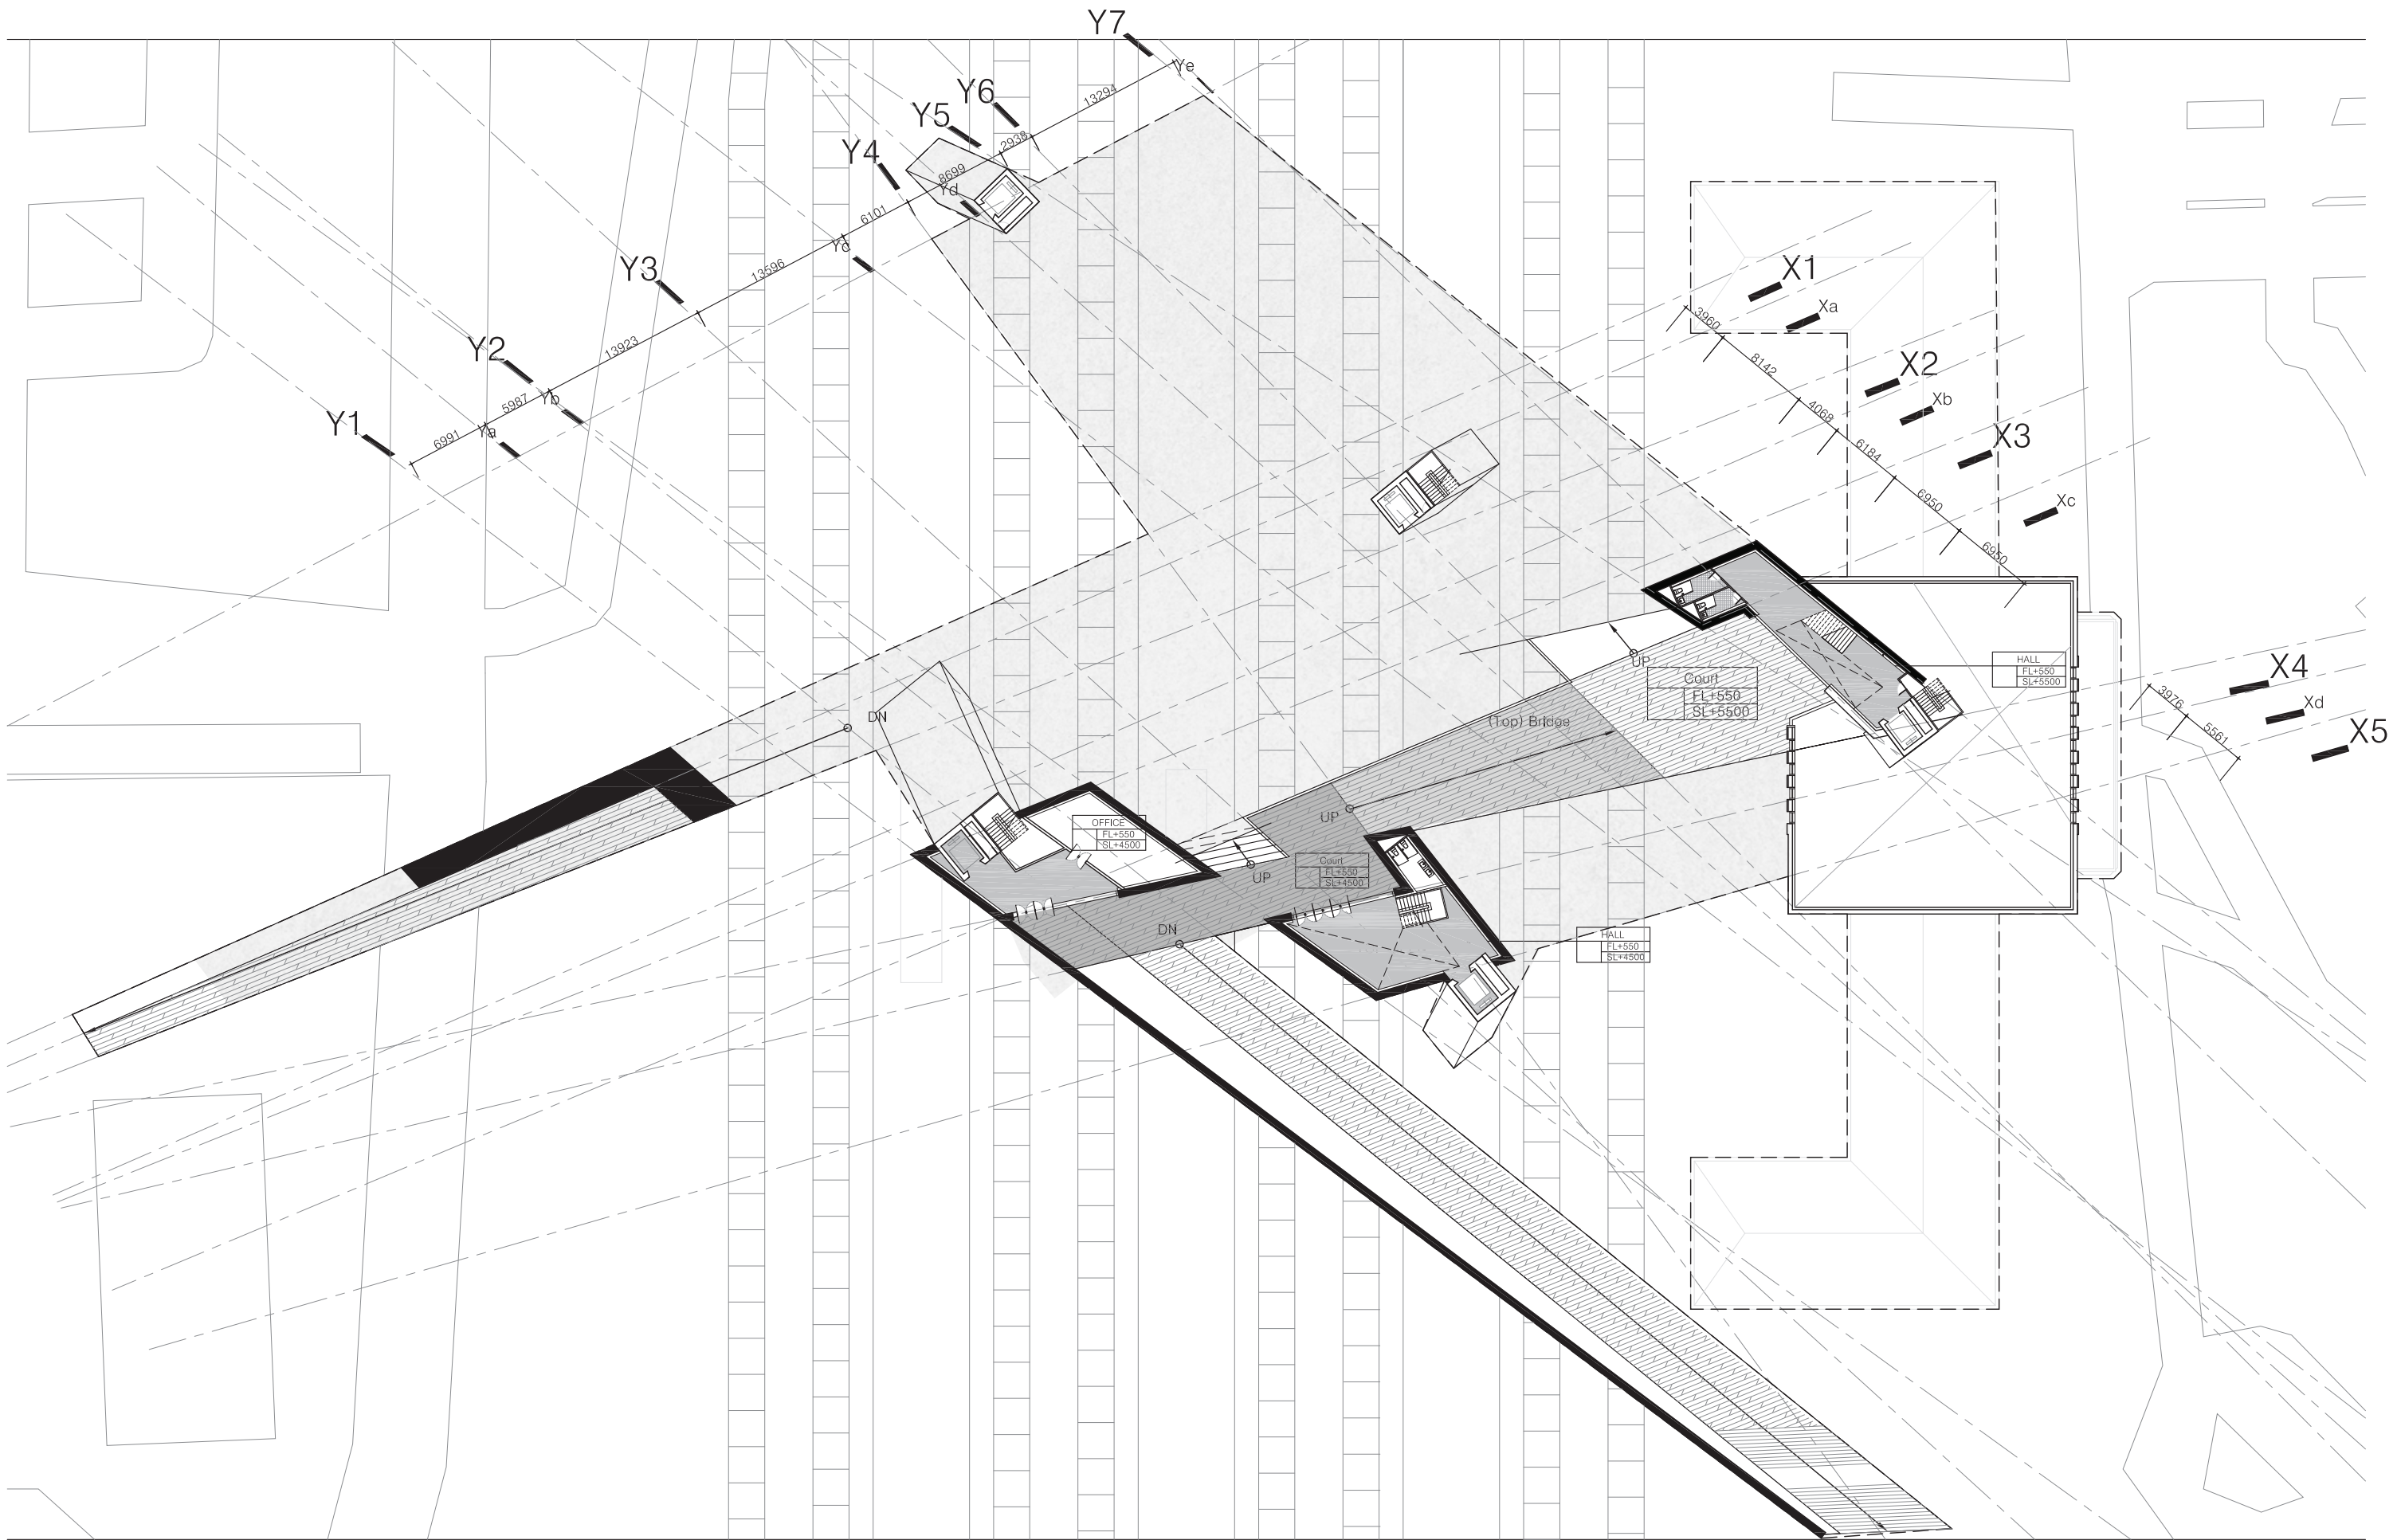 Y7
Ye
13294
Y6
Y5
2938
Y4
8699
Yd
6101
Yc
13596
Y3
13923
Y2
Yb
5987
Ya
Y1
6991
X1
Xa
3960
8142
X2
Xb
4068
X3
6184
Xc
6950
6950
HALL
FL+550
SL+5500
X4
3976
Xd
X5
5561
UP
Court
FL+550
SL+5500
(Top) Bridge
DN
UP
OFFICE
FL+550
SL+4500
Court
FL+550
SL+4500
UP
DN
HALL
FL+550
SL+4500